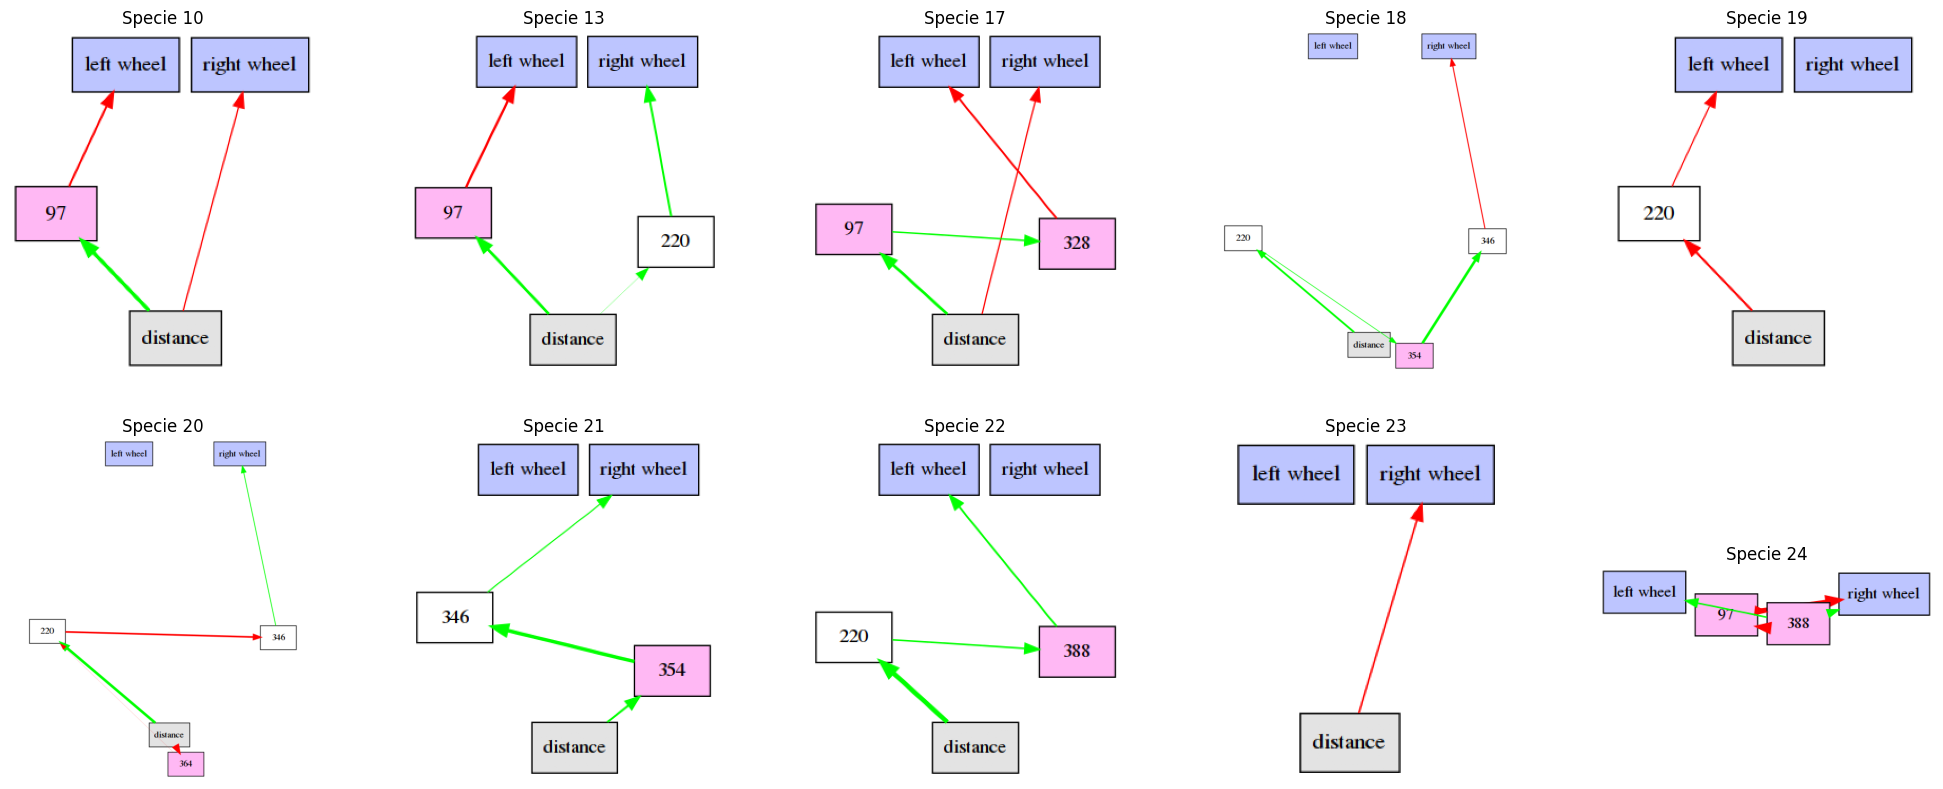 Specie 10
left wheel
right wheel
97
distance
Specie 13
left wheel
right wheel
97
220
distance
Specie 17
left wheel
right wheel
97
328
distance
Specie 18
left wheel
right wheel
220
346
distance
354
Specie 19
left wheel
right wheel
220
distance
Specie 20
left wheel
right wheel
220
346
distance
364
Specie 21
left wheel
right wheel
346
354
distance
Specie 22
left wheel
right wheel
220
388
distance
Specie 23
left wheel
right wheel
distance
Specie 24
left wheel
right wheel
97
388